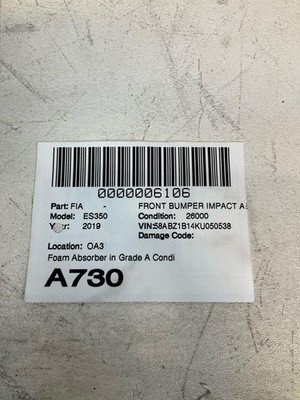 0000006106
Part: FIA - FRONT BUMPER IMPACT A
Model: ES350 Condition: 26000
Year: 2019 VIN:58ABZ1B14KU050538
Damage Code:
Location: OA3
Foam Absorber in Grade A Condi
A730